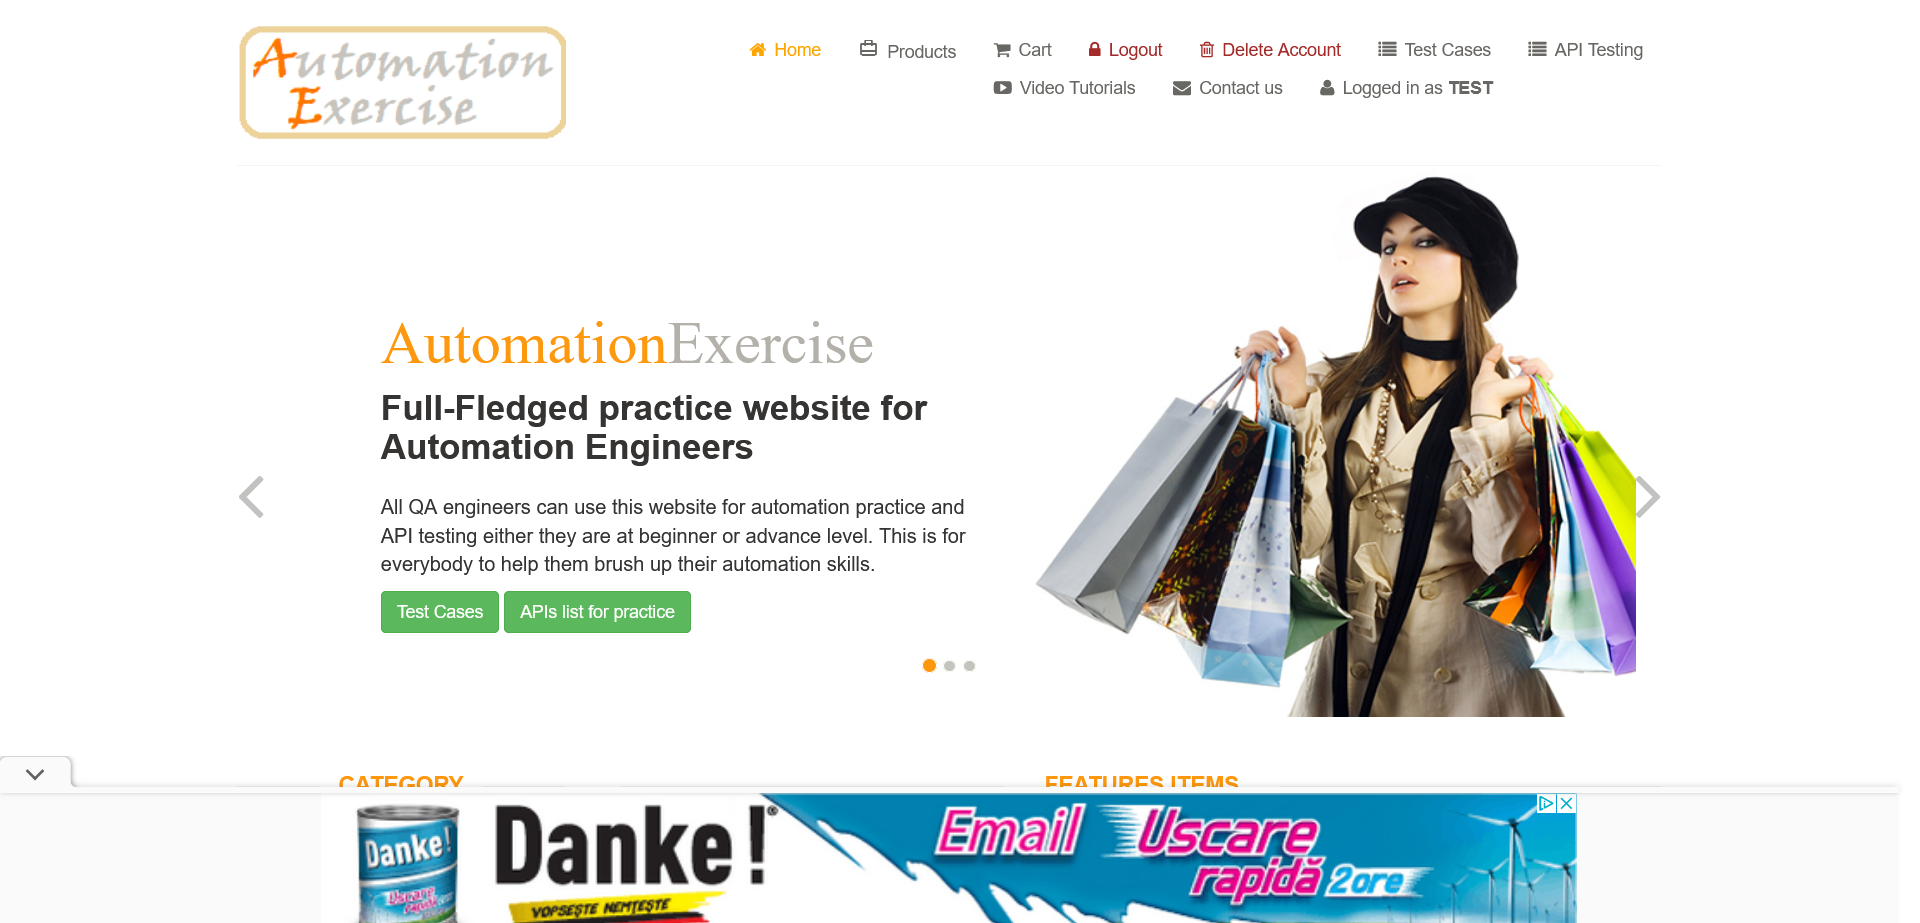 Automation
Exercise
Home Products Cart Logout Delete Account Test Cases API Testing
Video Tutorials Contact us Logged in as TEST
AutomationExercise
Full-Fledged practice website for
Automation Engineers
All QA engineers can use this website for automation practice and
API testing either they are at beginner or advance level. This is for
everybody to help them brush up their automation skills.
Test Cases APIs list for practice
CATEGORY FEATURES ITEMS
Danke!
Uscare
rapidă
Danke!®
VOPSEȘTE NEMȚEȘTE
Email Uscare
rapidă 2ore